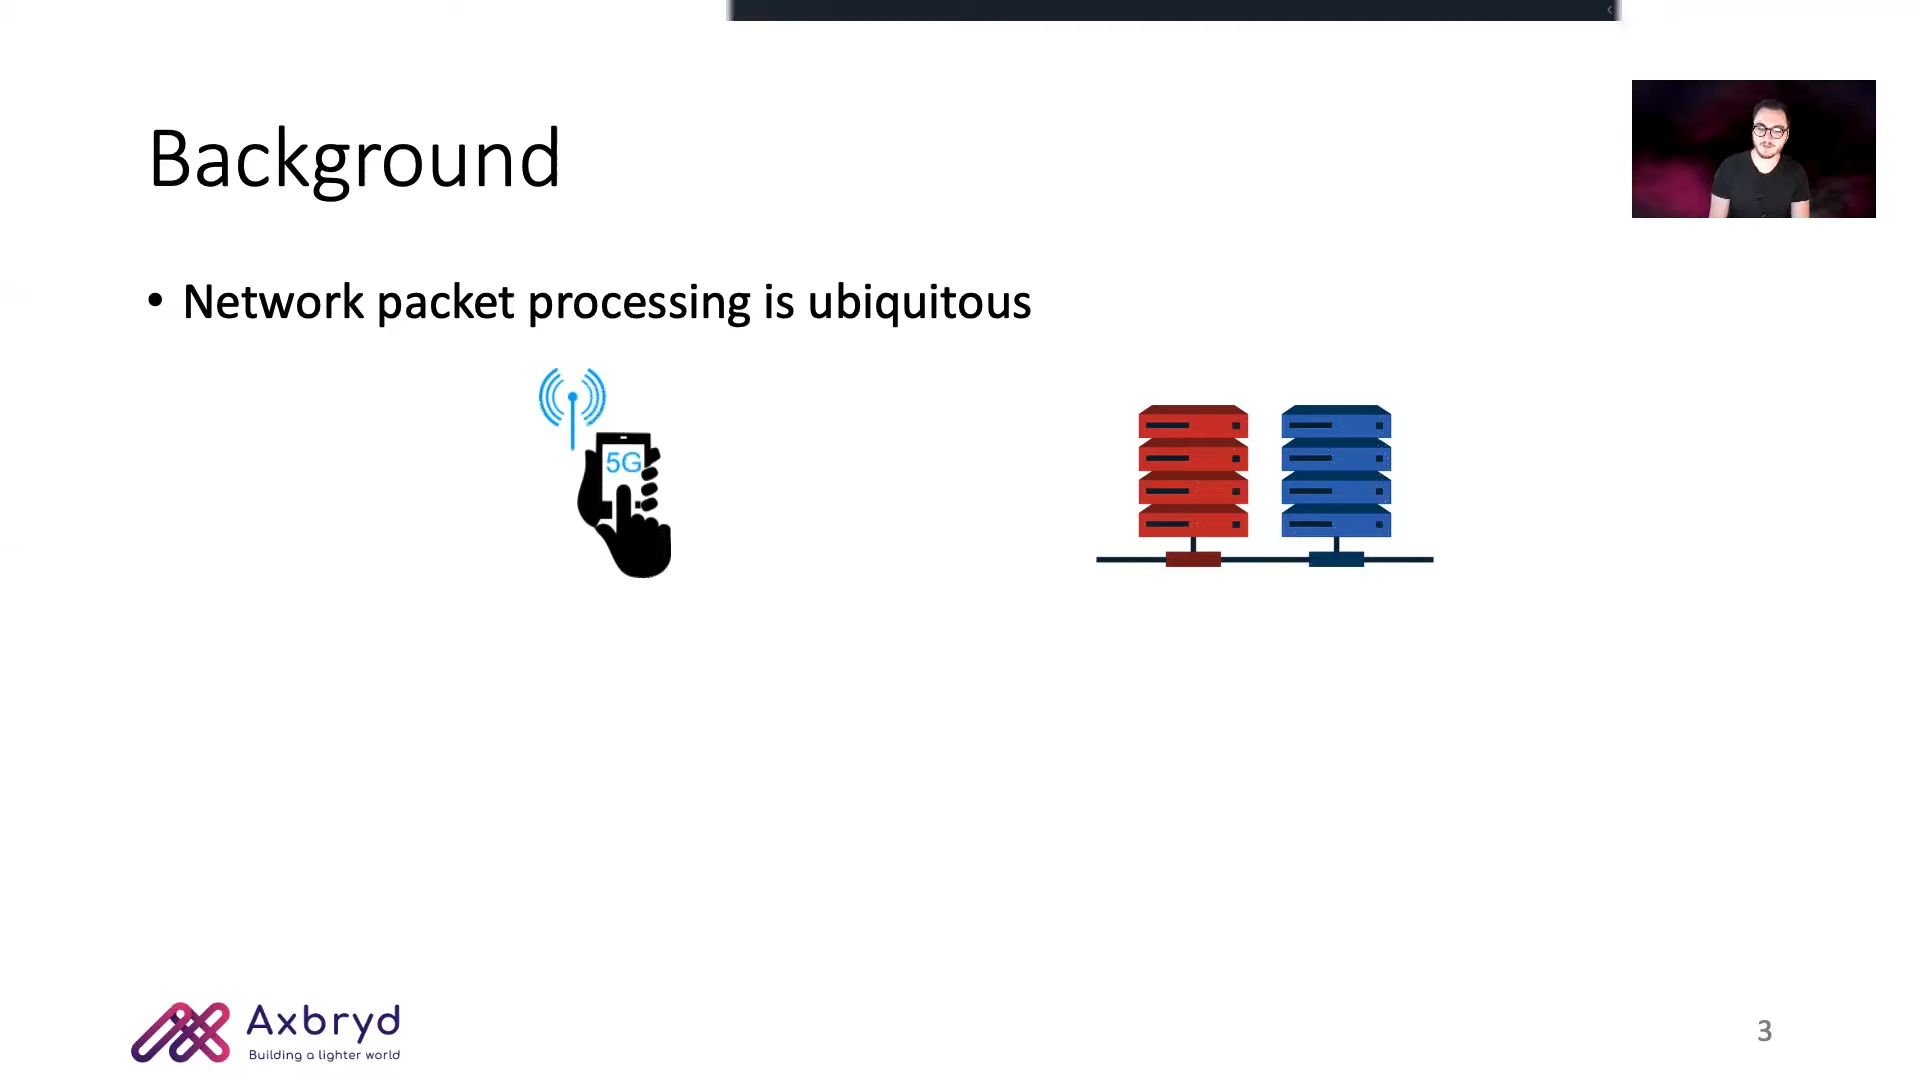 Background
• Network packet processing is ubiquitous
5G
Axbryd
Building a lighter world
3